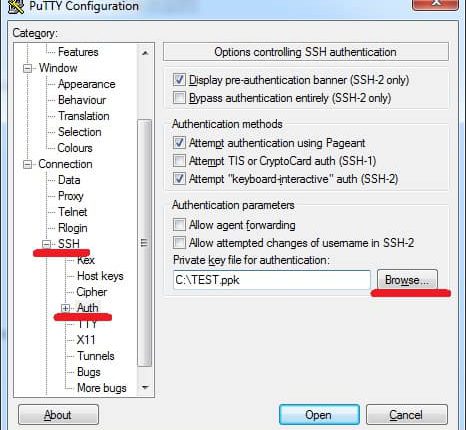 PuTTY Configuration
Category:
Features
Window
Appearance
Behaviour
Translation
Selection
Colours
Connection
Data
Proxy
Telnet
Rlogin
SSH
Kex
Host keys
Cipher
Auth
TTY
X11
Tunnels
Bugs
More bugs
Options controlling SSH authentication
Display pre-authentication banner (SSH-2 only)
Bypass authentication entirely (SSH-2 only)
Authentication methods
Attempt authentication using Pageant
Attempt TIS or CryptoCard auth (SSH-1)
Attempt "keyboard-interactive" auth (SSH-2)
Authentication parameters
Allow agent forwarding
Allow attempted changes of username in SSH-2
Private key file for authentication:
C:\TEST.ppk
Browse...
About
Open
Cancel